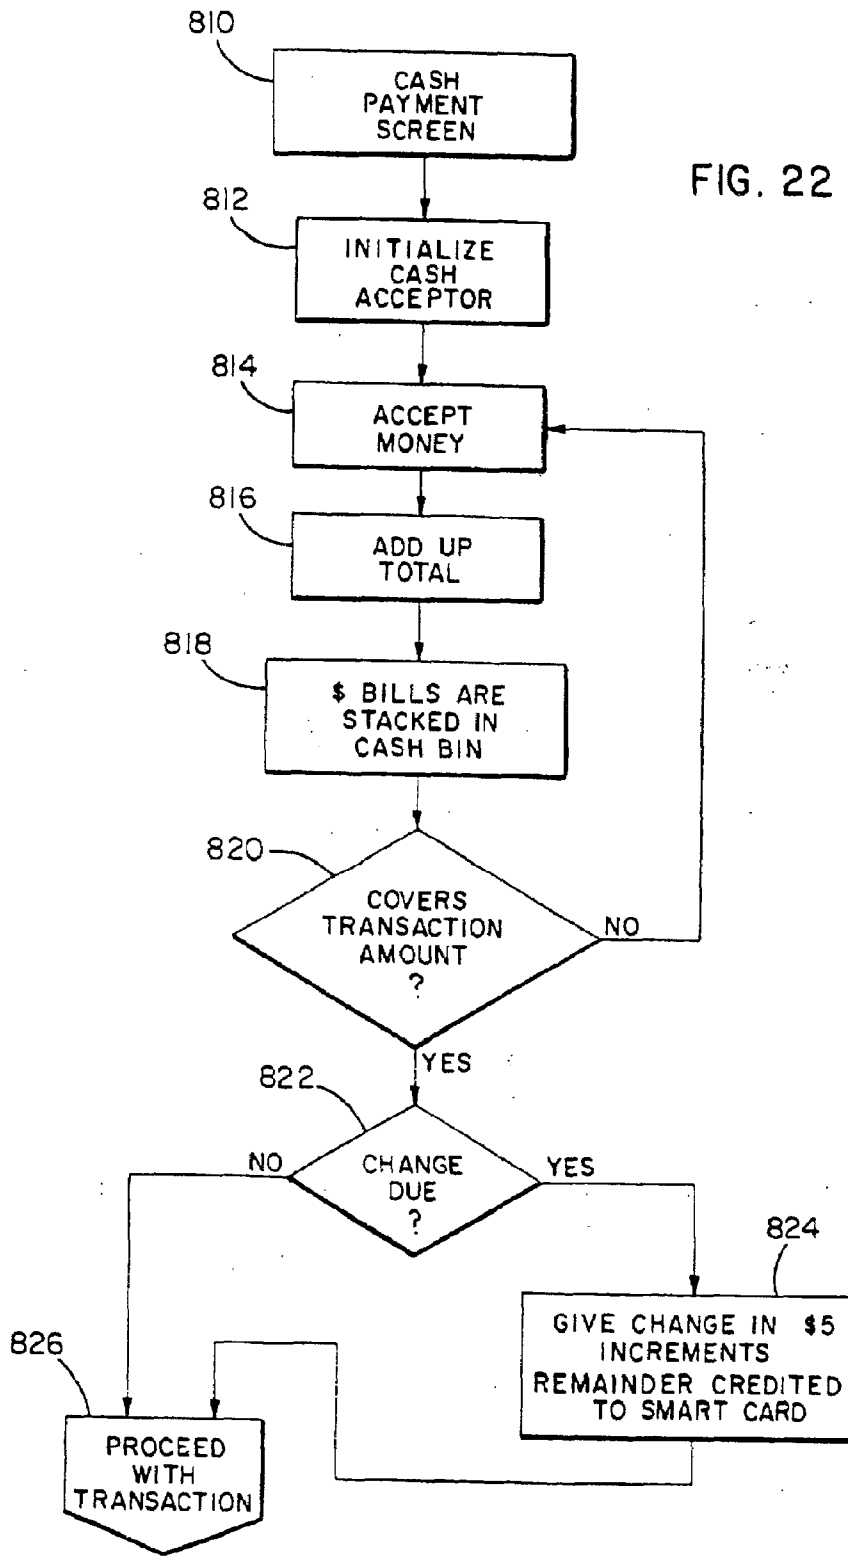 810
CASH
PAYMENT
SCREEN
FIG. 22
812
INITIALIZE
CASH
ACCEPTOR
814
ACCEPT
MONEY
816
ADD UP
TOTAL
818
$ BILLS ARE
STACKED IN
CASH BIN
820
COVERS
TRANSACTION
AMOUNT
?
NO
YES
822
CHANGE
DUE
?
NO
YES
824
GIVE CHANGE IN $5
INCREMENTS
REMAINDER CREDITED
TO SMART CARD
826
PROCEED
WITH
TRANSACTION